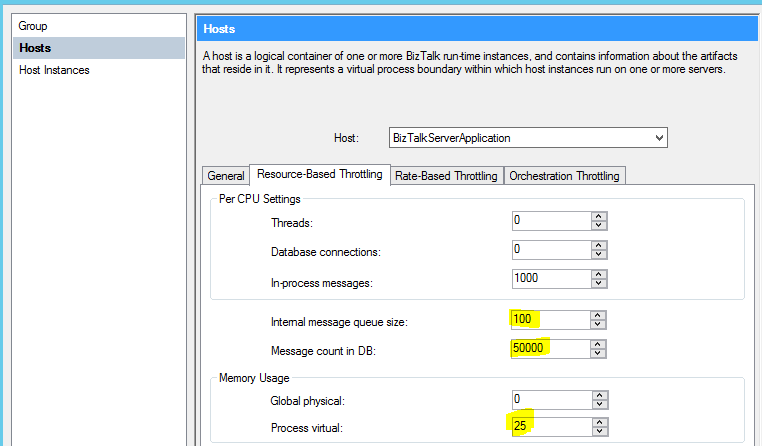 Group
Hosts
Host Instances
Hosts
A host is a logical container of one or more BizTalk run-time instances, and contains information about the artifacts
that reside in it. It represents a virtual process boundary within which host instances run on one or more servers.
Host: BizTalkServerApplication
General Resource-Based Throttling Rate-Based Throttling Orchestration Throttling
Per CPU Settings
Threads: 0
Database connections: 0
In-process messages: 1000
Internal message queue size: 100
Message count in DB: 50000
Memory Usage
Global physical: 0
Process virtual: 25